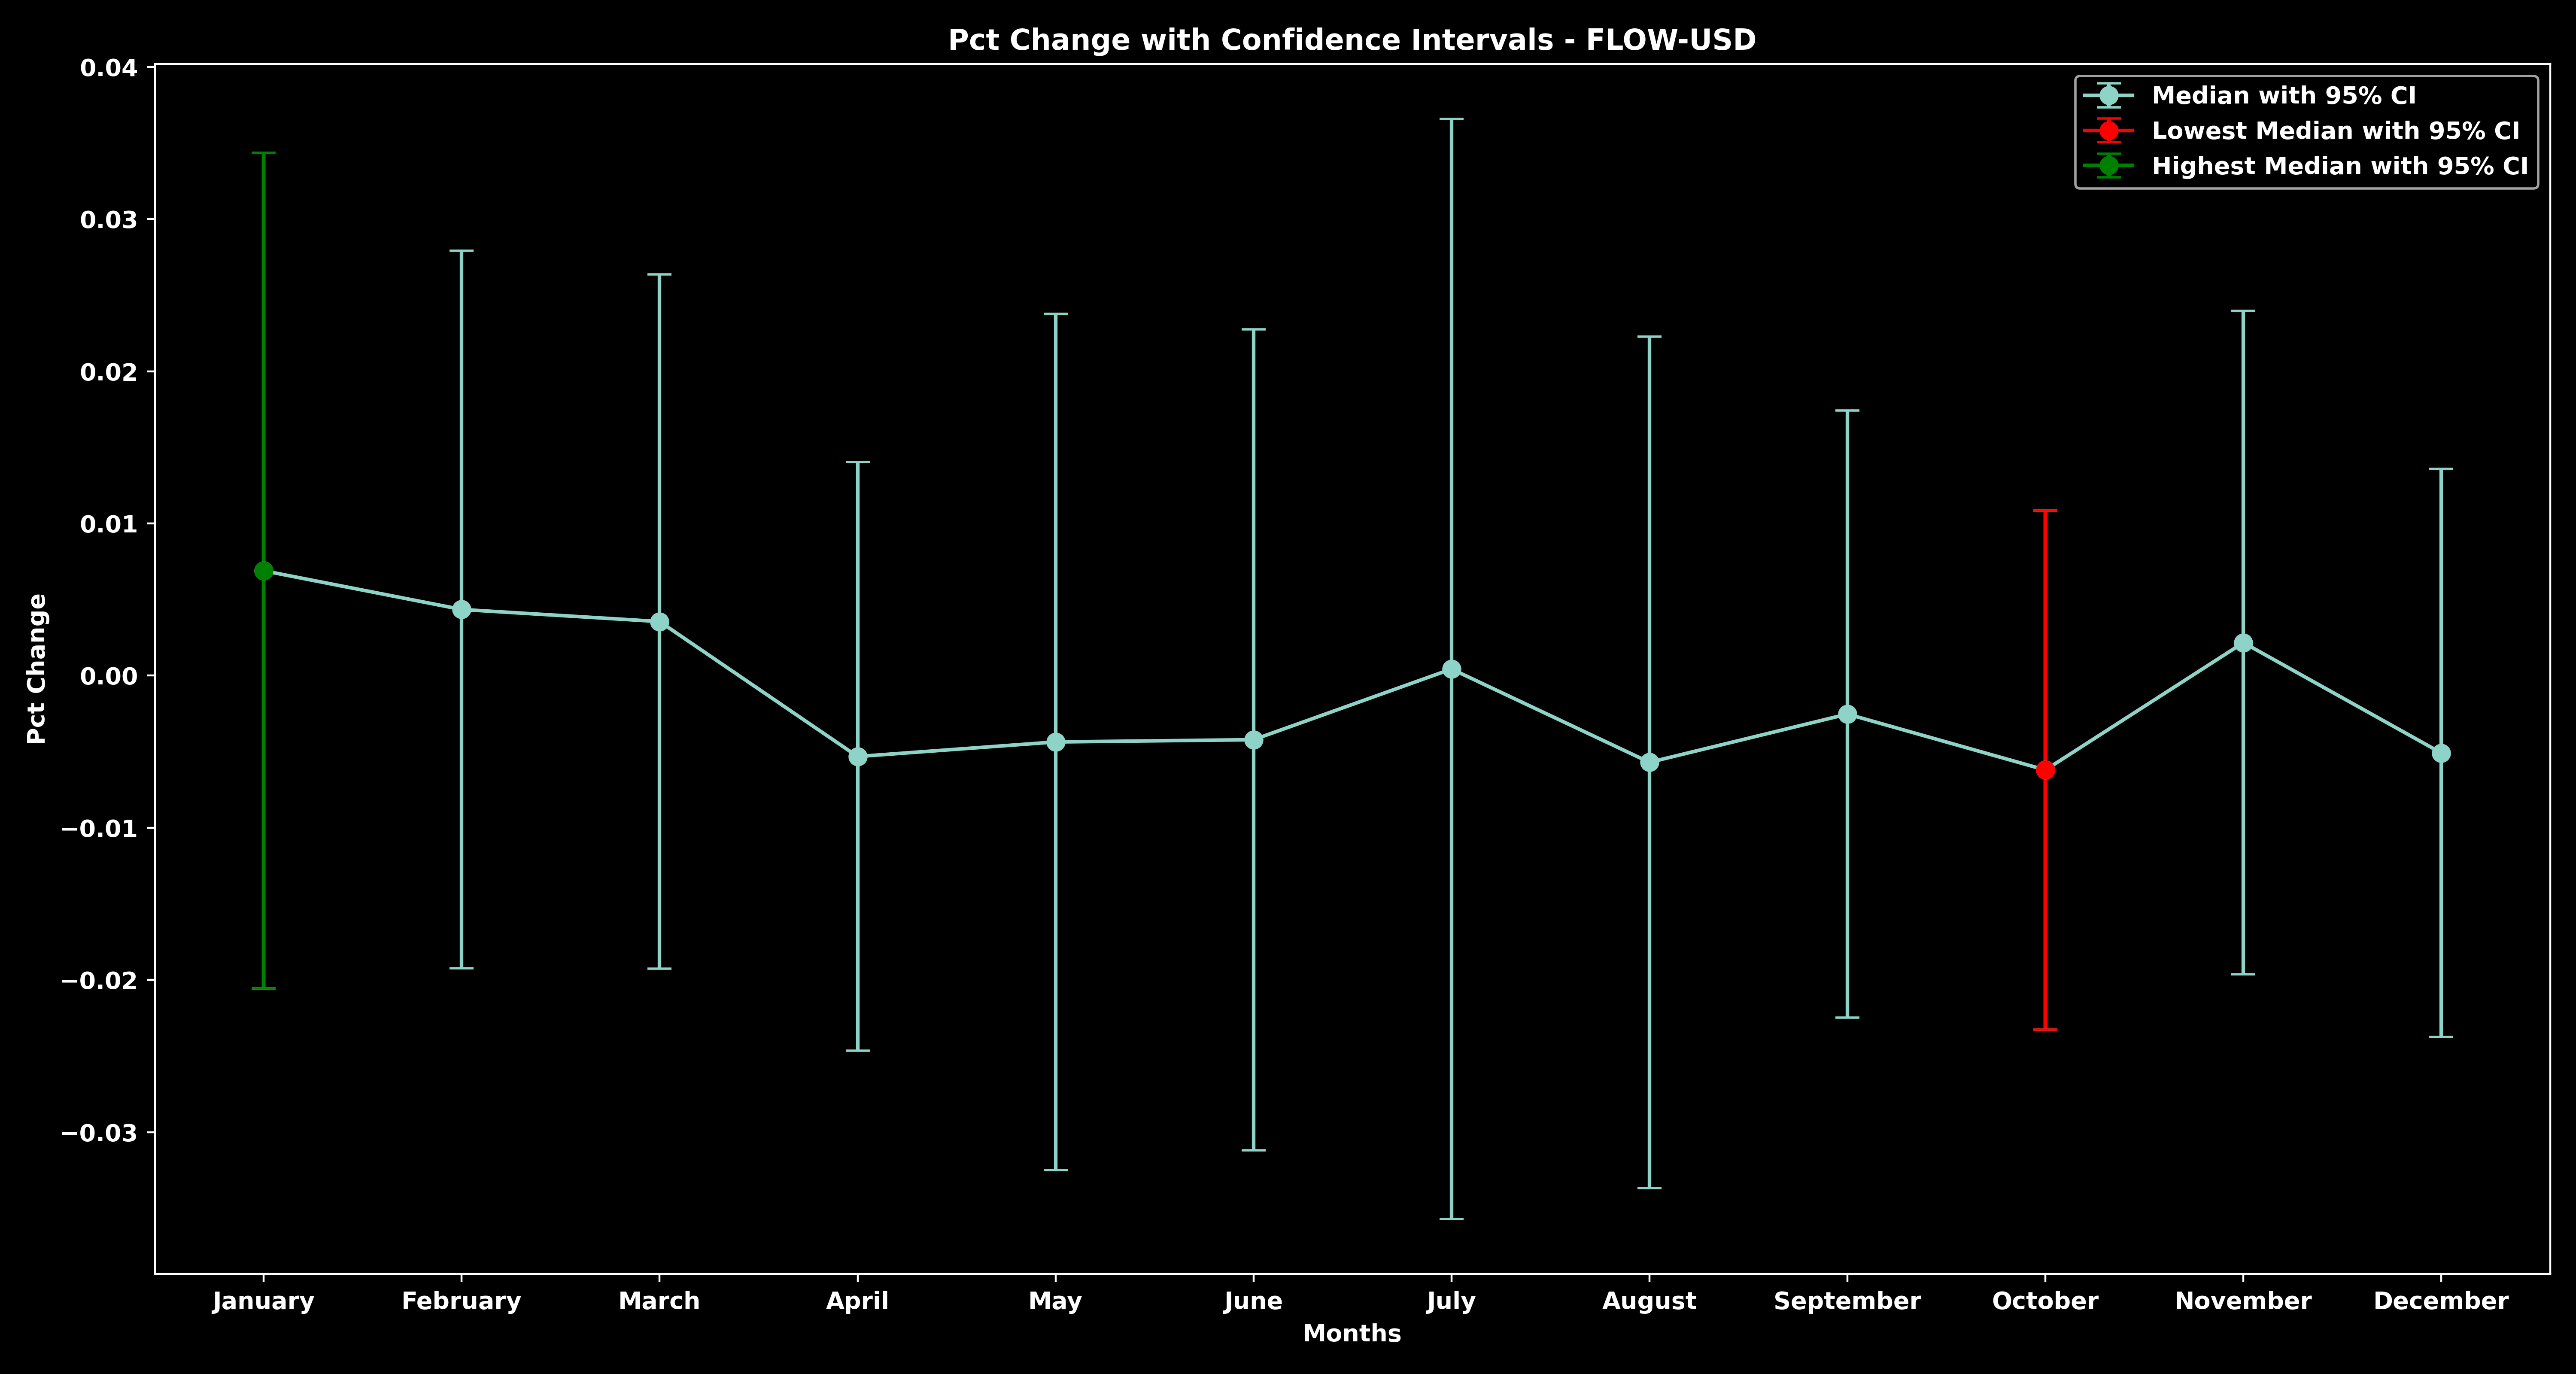 Pct Change with Confidence Intervals - FLOW-USD
Median with 95% CI
Lowest Median with 95% CI
Highest Median with 95% CI
Pct Change
0.04
0.03
0.02
0.01
0.00
−0.01
−0.02
−0.03
January February March April May June July August September October November December
Months